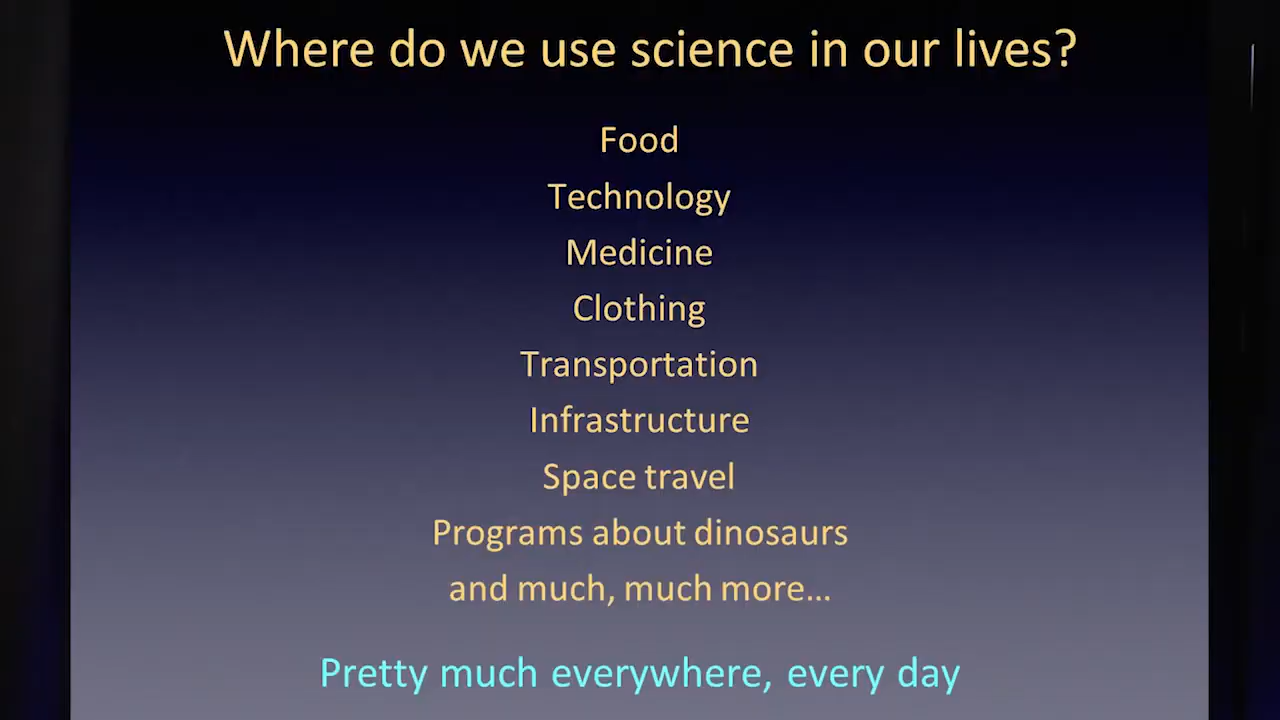 Where do we use science in our lives?
Food
Technology
Medicine
Clothing
Transportation
Infrastructure
Space travel
Programs about dinosaurs
and much, much more…
Pretty much everywhere, every day